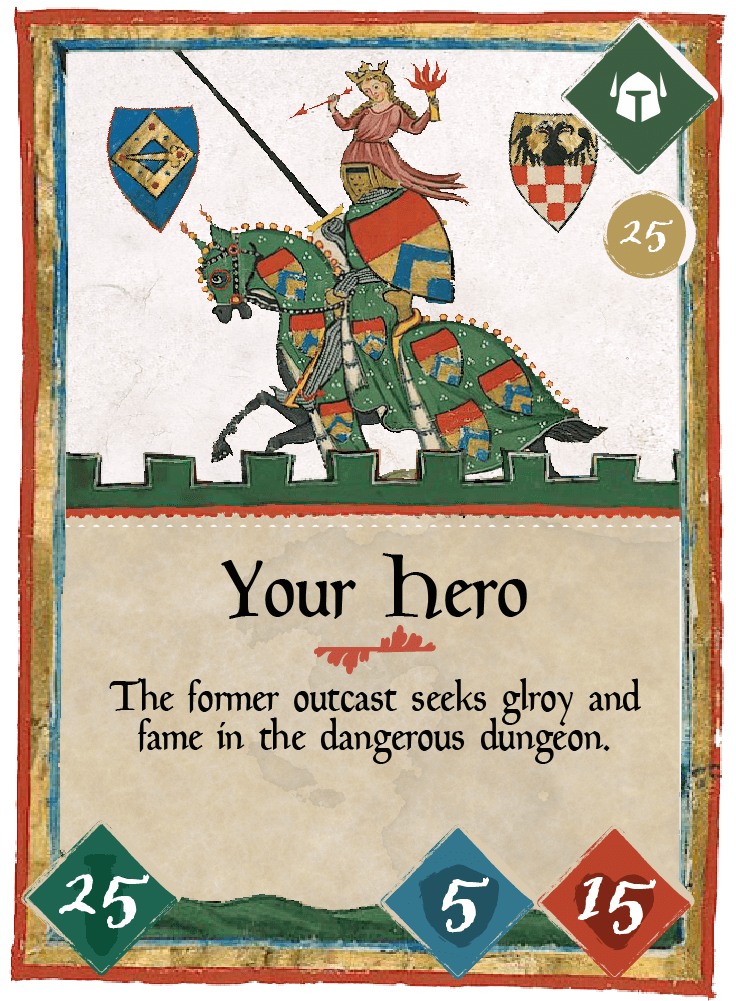 25
Your hero
The former outcast seeks glroy and
fame in the dangerous dungeon.
25 5 15